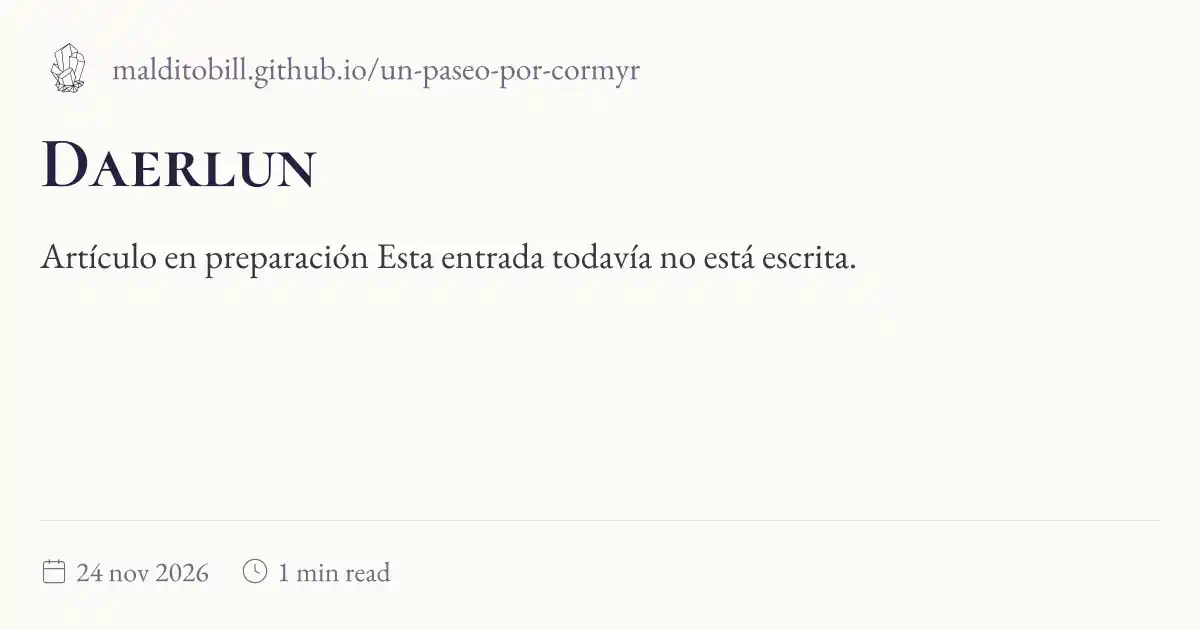 malditobill.github.io/un-paseo-por-cormyr
Daerlun
Artículo en preparación Esta entrada todavía no está escrita.
24 nov 2026 1 min read